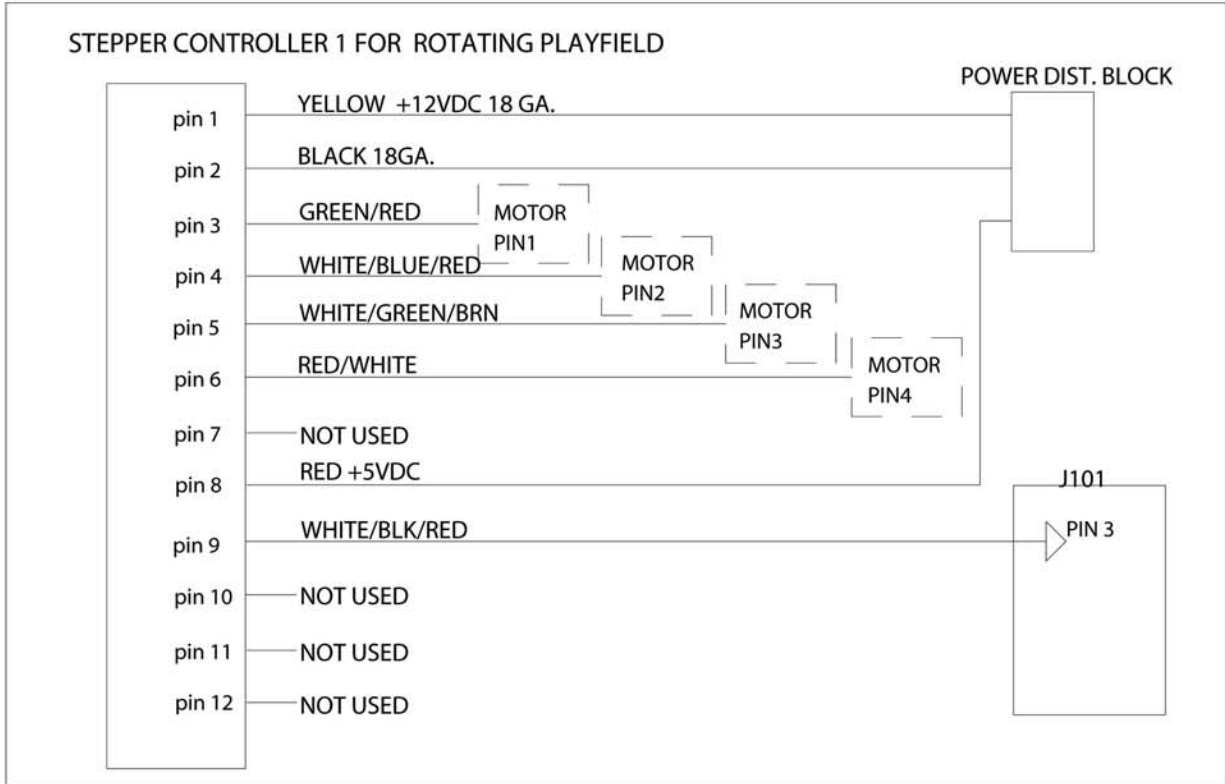 STEPPER CONTROLLER 1 FOR ROTATING PLAYFIELD
POWER DIST. BLOCK
pin 1
YELLOW +12VDC 18 GA.
pin 2
BLACK 18GA.
pin 3
GREEN/RED
MOTOR
PIN1
pin 4
WHITE/BLUE/RED
MOTOR
PIN2
pin 5
WHITE/GREEN/BRN
MOTOR
PIN3
pin 6
RED/WHITE
MOTOR
PIN4
pin 7
NOT USED
pin 8
RED +5VDC
J101
pin 9
WHITE/BLK/RED
PIN 3
pin 10
NOT USED
pin 11
NOT USED
pin 12
NOT USED